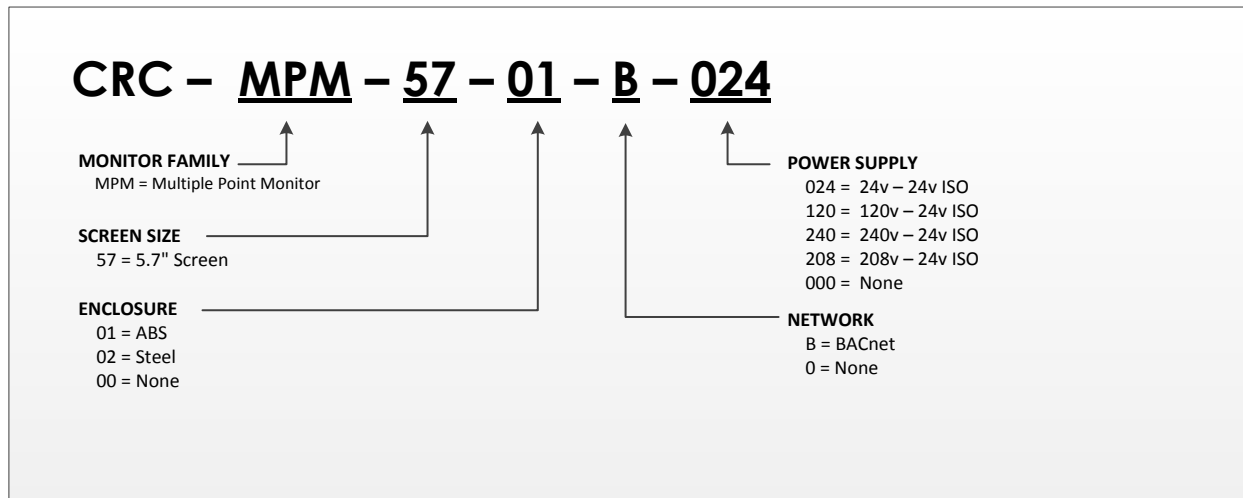 CRC – MPM – 57 – 01 – B – 024
MONITOR FAMILY
MPM = Multiple Point Monitor
SCREEN SIZE
57 = 5.7" Screen
ENCLOSURE
01 = ABS
02 = Steel
00 = None
POWER SUPPLY
024 = 24v – 24v ISO
120 = 120v – 24v ISO
240 = 240v – 24v ISO
208 = 208v – 24v ISO
000 = None
NETWORK
B = BACnet
0 = None